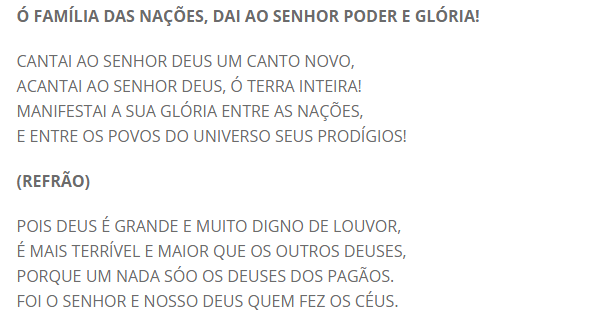 Ó FAMÍLIA DAS NAÇÕES, DAI AO SENHOR PODER E GLÓRIA!
CANTAI AO SENHOR DEUS UM CANTO NOVO,
ACANTAI AO SENHOR DEUS, Ó TERRA INTEIRA!
MANIFESTAI A SUA GLÓRIA ENTRE AS NAÇÕES,
E ENTRE OS POVOS DO UNIVERSO SEUS PRODÍGIOS!
(REFRÃO)
POIS DEUS É GRANDE E MUITO DIGNO DE LOUVOR,
É MAIS TERRÍVEL E MAIOR QUE OS OUTROS DEUSES,
PORQUE UM NADA SÓO OS DEUSES DOS PAGÃOS.
FOI O SENHOR E NOSSO DEUS QUEM FEZ OS CÉUS.